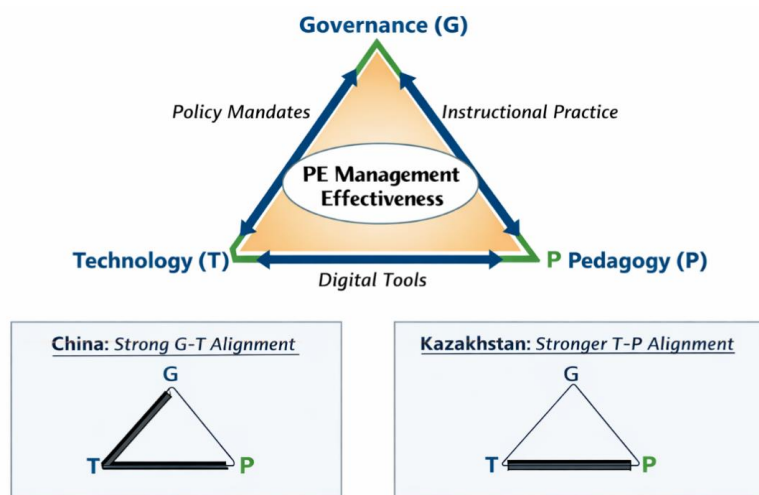 Governance (G)
Policy Mandates
Instructional Practice
PE Management
Effectiveness
Technology (T)
P Pedagogy (P)
Digital Tools
China: Strong G-T Alignment
G
T
P
Kazakhstan: Stronger T-P Alignment
G
T
P